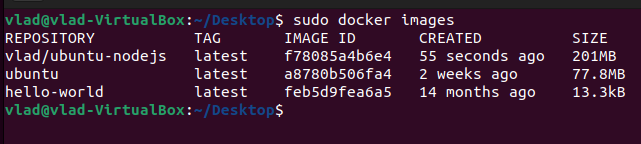 vlad@vlad-VirtualBox:~/Desktop$ sudo docker images
REPOSITORY TAG IMAGE ID CREATED SIZE
vlad/ubuntu-nodejs latest f78085a4b6e4 55 seconds ago 201MB
ubuntu latest a8780b506fa4 2 weeks ago 77.8MB
hello-world latest feb5d9fea6a5 14 months ago 13.3kB
vlad@vlad-VirtualBox:~/Desktop$